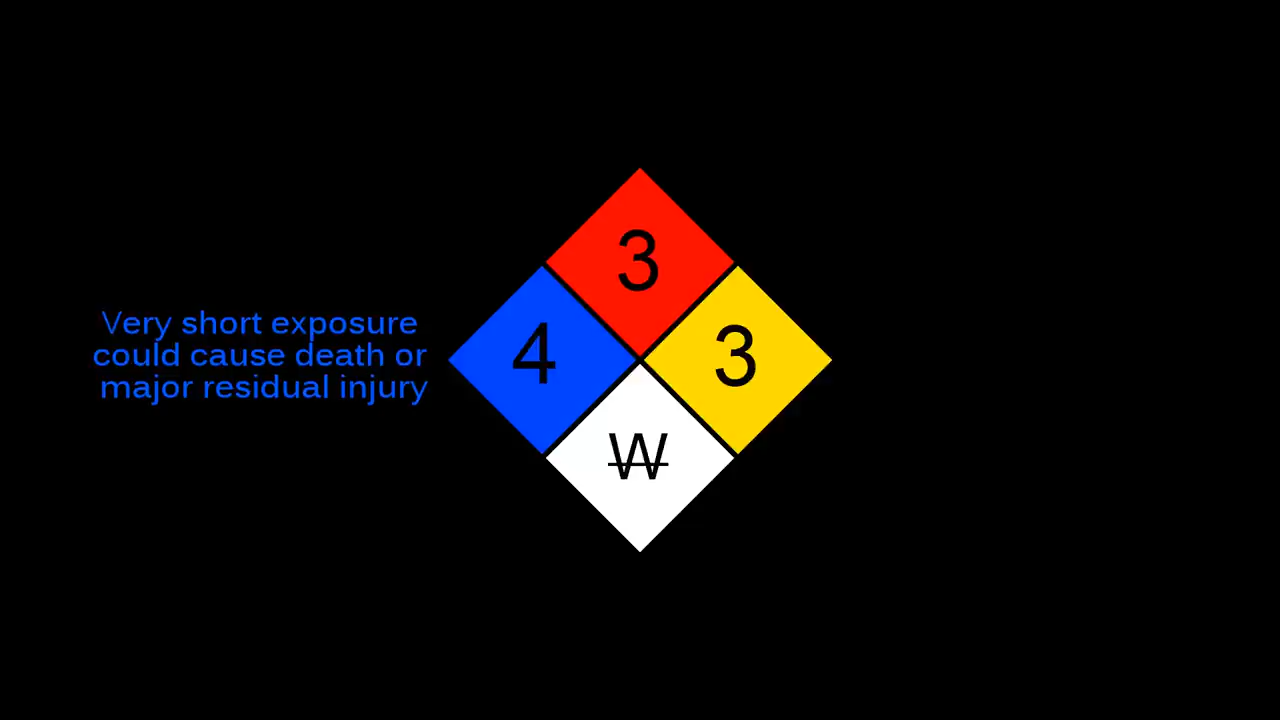 3
Very short exposure
could cause death or
major residual injury
4
3
W